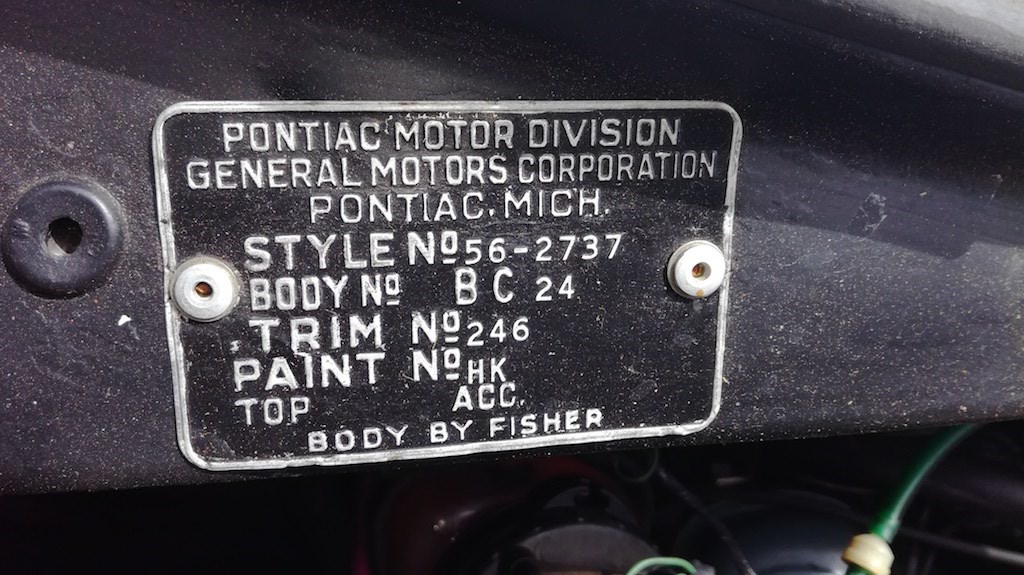 PONTIAC MOTOR DIVISION
GENERAL MOTORS CORPORATION
PONTIAC, MICH.
STYLE Nº 56-2737
BODY Nº BC 24
TRIM Nº 246
PAINT Nº HK
TOP ACC.
BODY BY FISHER